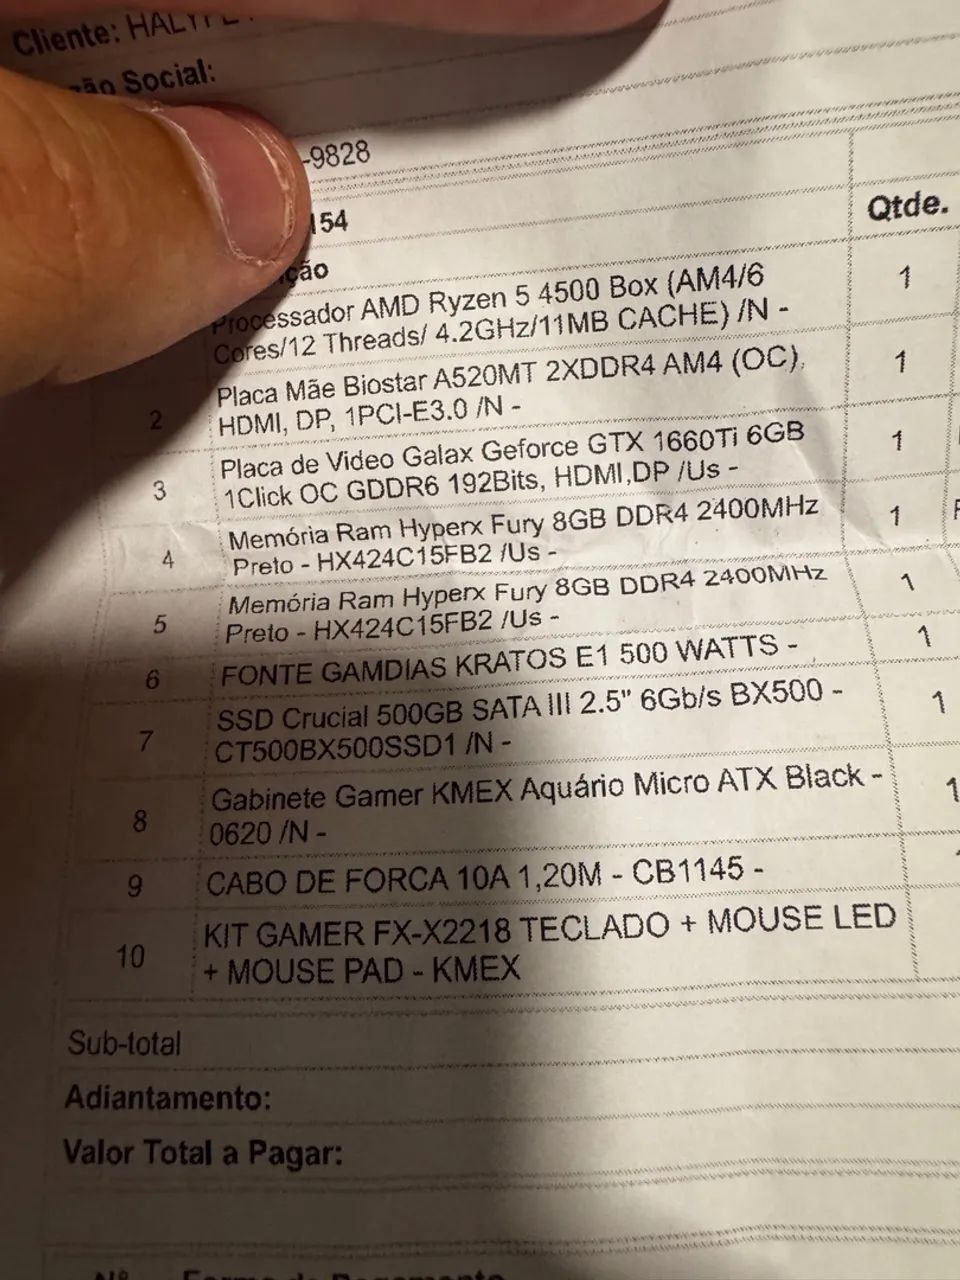 Cliente:
Social:
-9828
154
Qtde.
Processador AMD Ryzen 5 4500 Box (AM4/6
Cores/12 Threads/ 4.2GHz/11MB CACHE) /N -
1
2
Placa Mãe Biostar A520MT 2XDDR4 AM4 (OC),
HDMI, DP, 1PCI-E3.0 /N -
1
3
Placa de Video Galax Geforce GTX 1660Ti 6GB
1Click OC GDDR6 192Bits, HDMI,DP /Us -
1
4
Memória Ram Hyperx Fury 8GB DDR4 2400MHz
Preto - HX424C15FB2 /Us -
1
5
Memória Ram Hyperx Fury 8GB DDR4 2400MHz
Preto - HX424C15FB2 /Us -
1
6
FONTE GAMDIAS KRATOS E1 500 WATTS -
1
7
SSD Crucial 500GB SATA III 2.5" 6Gb/s BX500 -
CT500BX500SSD1 /N -
1
8
Gabinete Gamer KMEX Aquário Micro ATX Black -
0620 /N -
1
9
CABO DE FORCA 10A 1,20M - CB1145 -
10
KIT GAMER FX-X2218 TECLADO + MOUSE LED
+ MOUSE PAD - KMEX
Sub-total
Adiantamento:
Valor Total a Pagar: